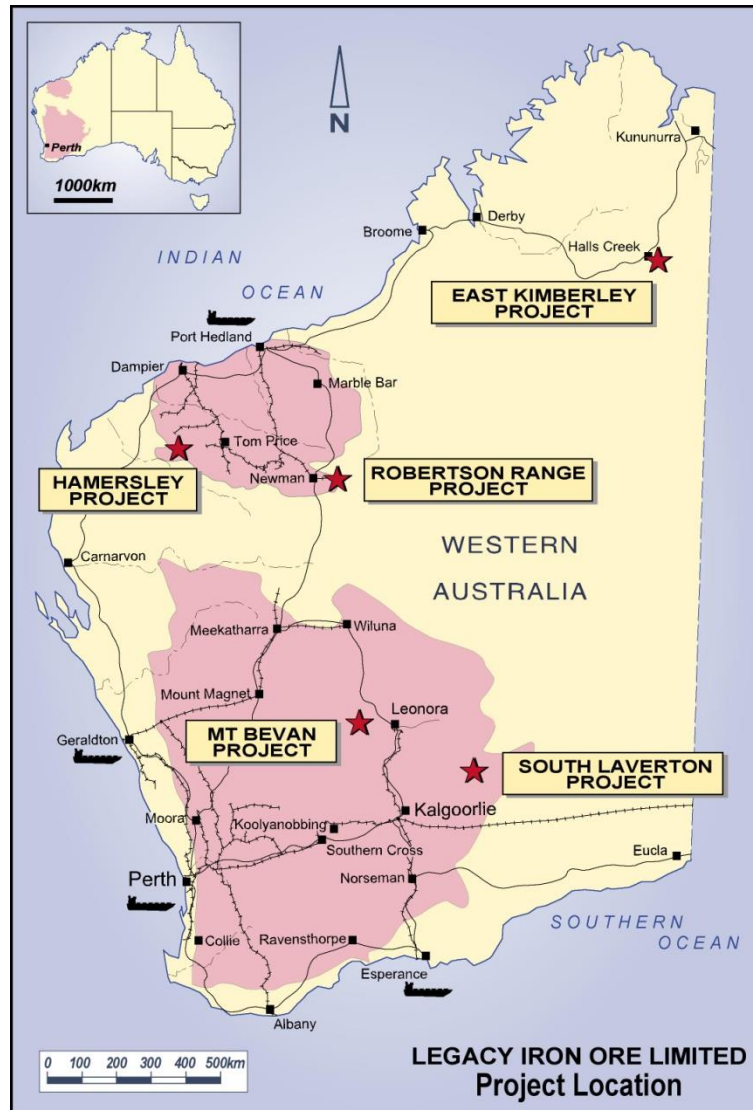 Perth
1000km
N
Kununurra
Derby
Broome
Halls Creek
INDIAN
OCEAN
EAST KIMBERLEY
PROJECT
Port Hedland
Dampier
Marble Bar
Tom Price
HAMERSLEY
PROJECT
Newman
ROBERTSON RANGE
PROJECT
WESTERN
AUSTRALIA
Carnarvon
Meekatharra
Wiluna
Mount Magnet
Leonora
MT BEVAN
PROJECT
Geraldton
SOUTH LAVERTON
PROJECT
Kalgoorlie
Moora
Koolyanobbing
Southern Cross
Eucla
Perth
Norseman
SOUTHERN
OCEAN
Collie
Ravensthorpe
Esperance
Albany
0 100 200 300 400 500km
LEGACY IRON ORE LIMITED
Project Location